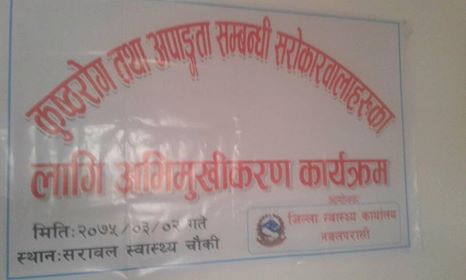 कुष्ठरोग तथा अपाङ्गता सम्बन्धी सरोकारवालाहरुका
लागि अभिमुखीकरण कार्यक्रम
आयोजकः
मितिः२०७५/०३/०२ गते
स्थानःसरावल स्वास्थ्य चौकी
जिल्ला स्वास्थ्य कार्यालय
नवलपरासी